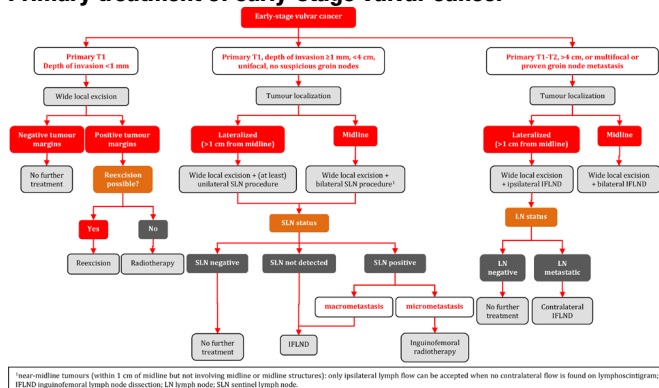 Primary treatment of early-stage vulvar cancer
Early-stage vulvar cancer
Primary T1
Depth of invasion <1 mm
Primary T1, depth of invasion ≥1 mm, <4 cm,
unifocal, no suspicious groin nodes
Primary T1-T2, >4 cm, or multifocal or
proven groin node metastasis
Wide local excision
Tumour localization
Tumour localization
Negative tumour
margins
Positive tumour
margins
Lateralized
(>1 cm from midline)
Midline
Lateralized
(>1 cm from midline)
Midline
No further
treatment
Reexcision
possible?
Wide local excision + (at least)
unilateral SLN procedure
Wide local excision +
bilateral SLN procedure¹
Wide local excision
+ ipsilateral IFLND
Wide local excision
+ bilateral IFLND
Yes
No
SLN status
LN status
Reexcision
Radiotherapy
SLN negative
SLN not detected
SLN positive
LN
negative
LN
metastatic
macrometastasis
micrometastasis
No further
treatment
Contralateral
IFLND
No further
treatment
IFLND
Inguinofemoral
radiotherapy
¹near-midline tumours (within 1 cm of midline but not involving midline or midline structures): only ipsilateral lymph flow can be accepted when no contralateral flow is found on lymphoscintigram;
IFLND inguinofemoral lymph node dissection; LN lymph node; SLN sentinel lymph node.